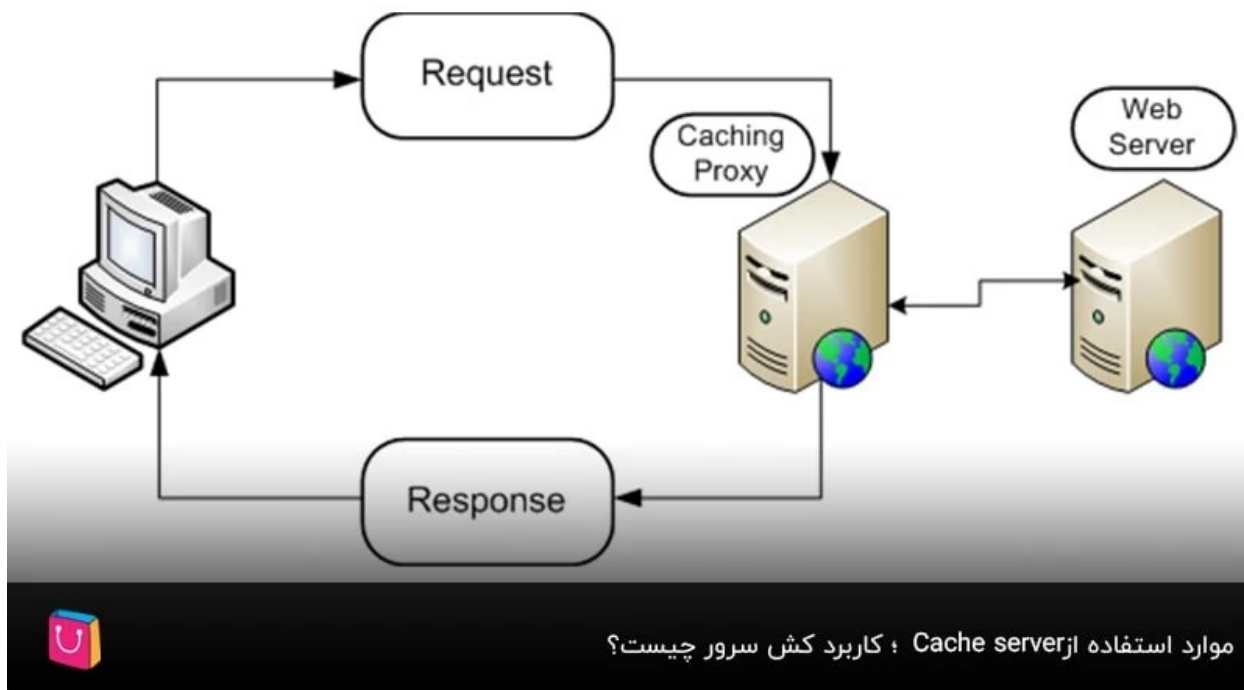 Request
Caching
Proxy
Web
Server
Response
موارد استفاده ازCache server ؛ کاربرد کش سرور چیست؟